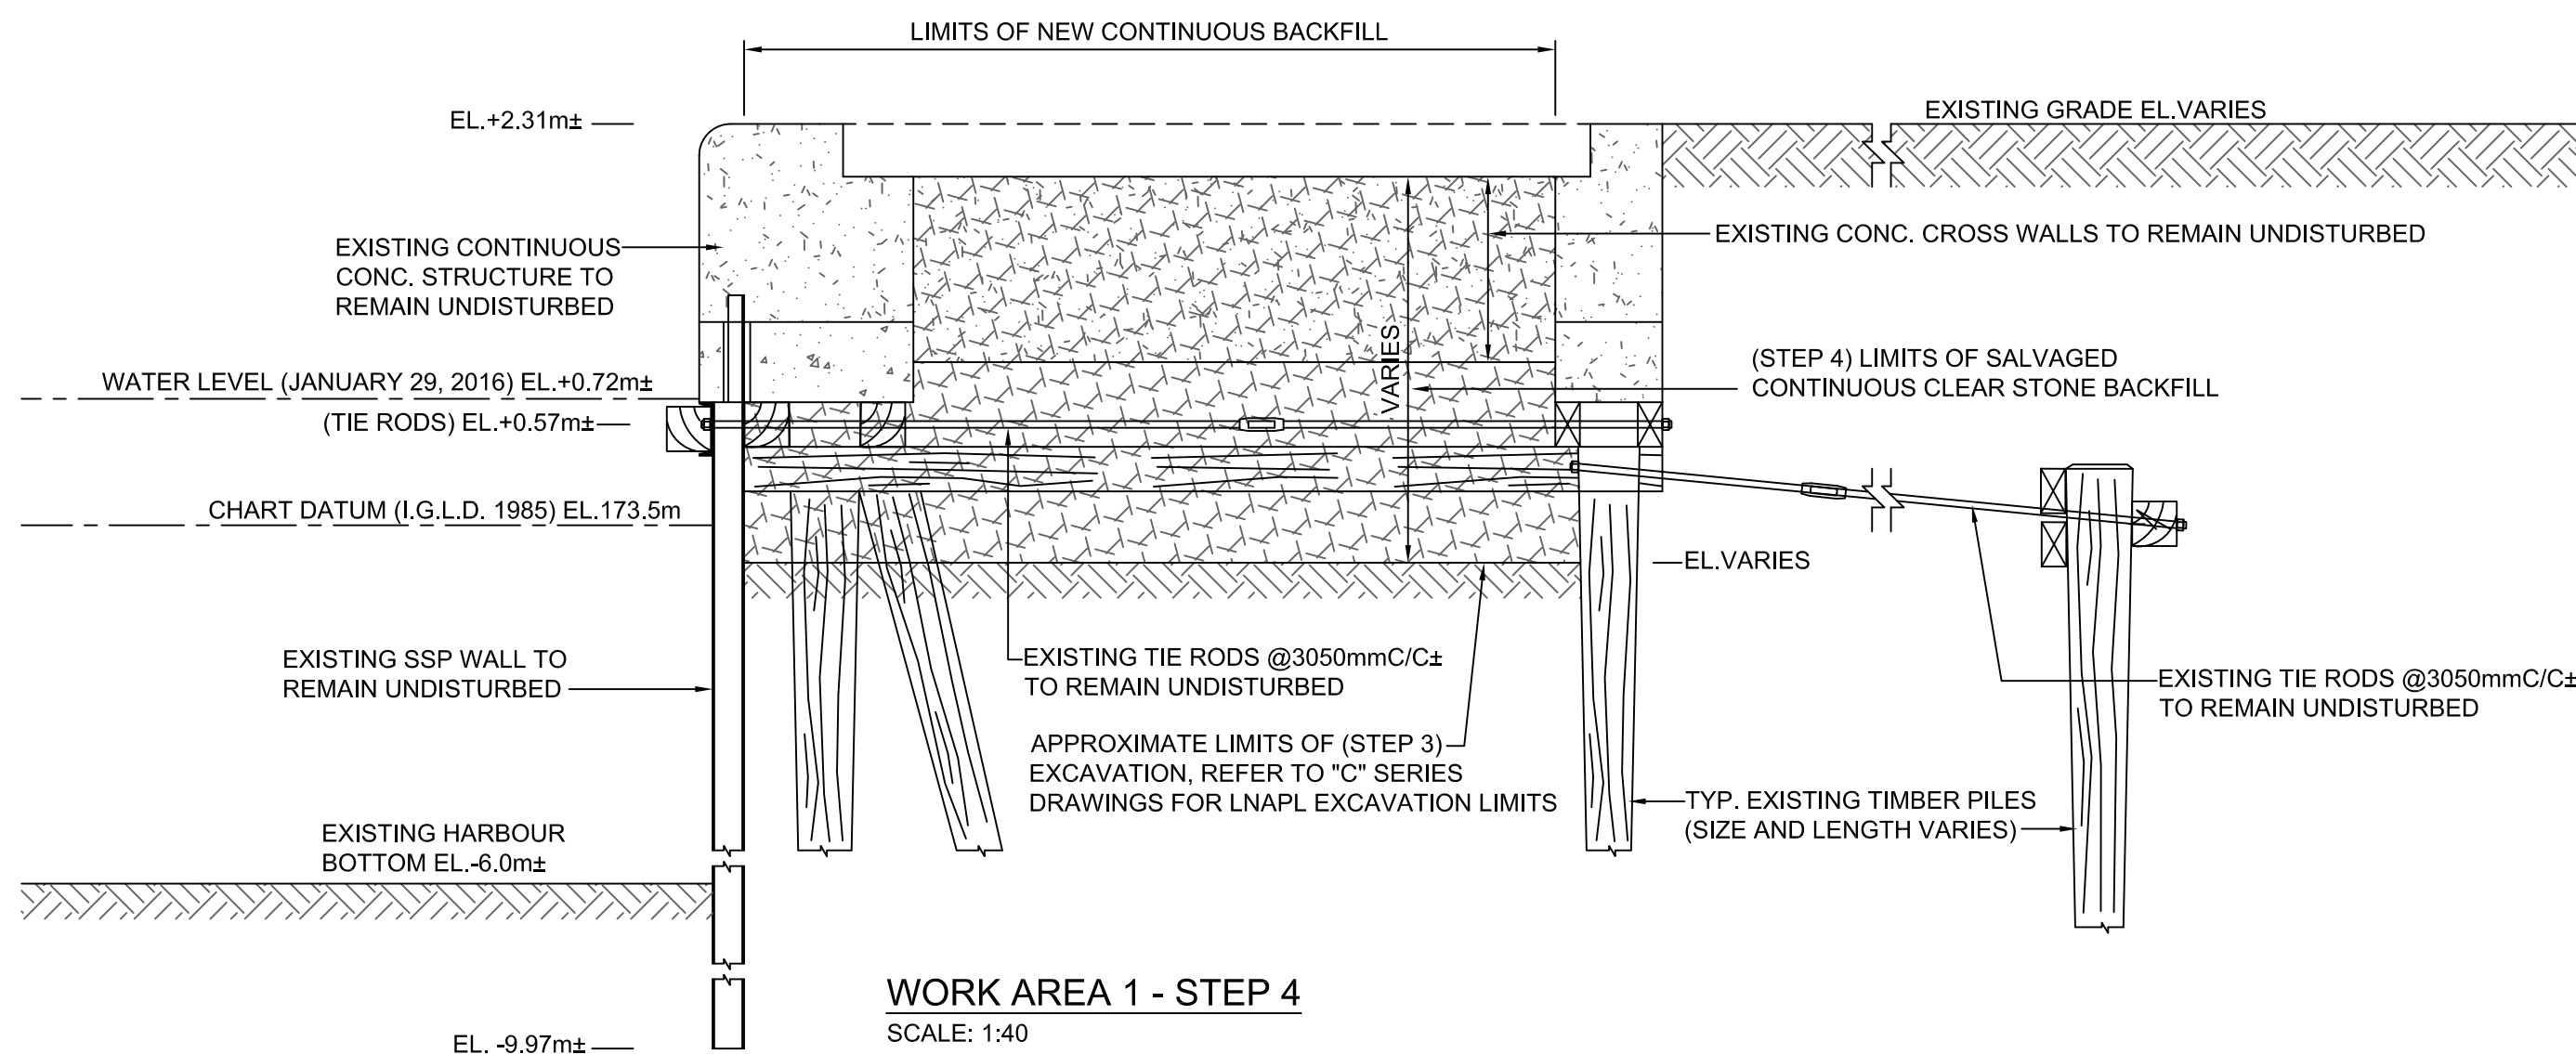 LIMITS OF NEW CONTINUOUS BACKFILL
EL.+2.31m±
EXISTING GRADE EL.VARIES
EXISTING CONTINUOUS
CONC. STRUCTURE TO
REMAIN UNDISTURBED
EXISTING CONC. CROSS WALLS TO REMAIN UNDISTURBED
VARIES
(STEP 4) LIMITS OF SALVAGED
CONTINUOUS CLEAR STONE BACKFILL
WATER LEVEL (JANUARY 29, 2016) EL.+0.72m±
(TIE RODS) EL.+0.57m±
CHART DATUM (I.G.L.D. 1985) EL.173.5m
EL.VARIES
EXISTING SSP WALL TO
REMAIN UNDISTURBED
EXISTING TIE RODS @3050mmC/C±
TO REMAIN UNDISTURBED
EXISTING TIE RODS @3050mmC/C±
TO REMAIN UNDISTURBED
APPROXIMATE LIMITS OF (STEP 3)
EXCAVATION, REFER TO "C" SERIES
DRAWINGS FOR LNAPL EXCAVATION LIMITS
TYP. EXISTING TIMBER PILES
(SIZE AND LENGTH VARIES)
EXISTING HARBOUR
BOTTOM EL.-6.0m±
WORK AREA 1 - STEP 4
SCALE: 1:40
EL. -9.97m±